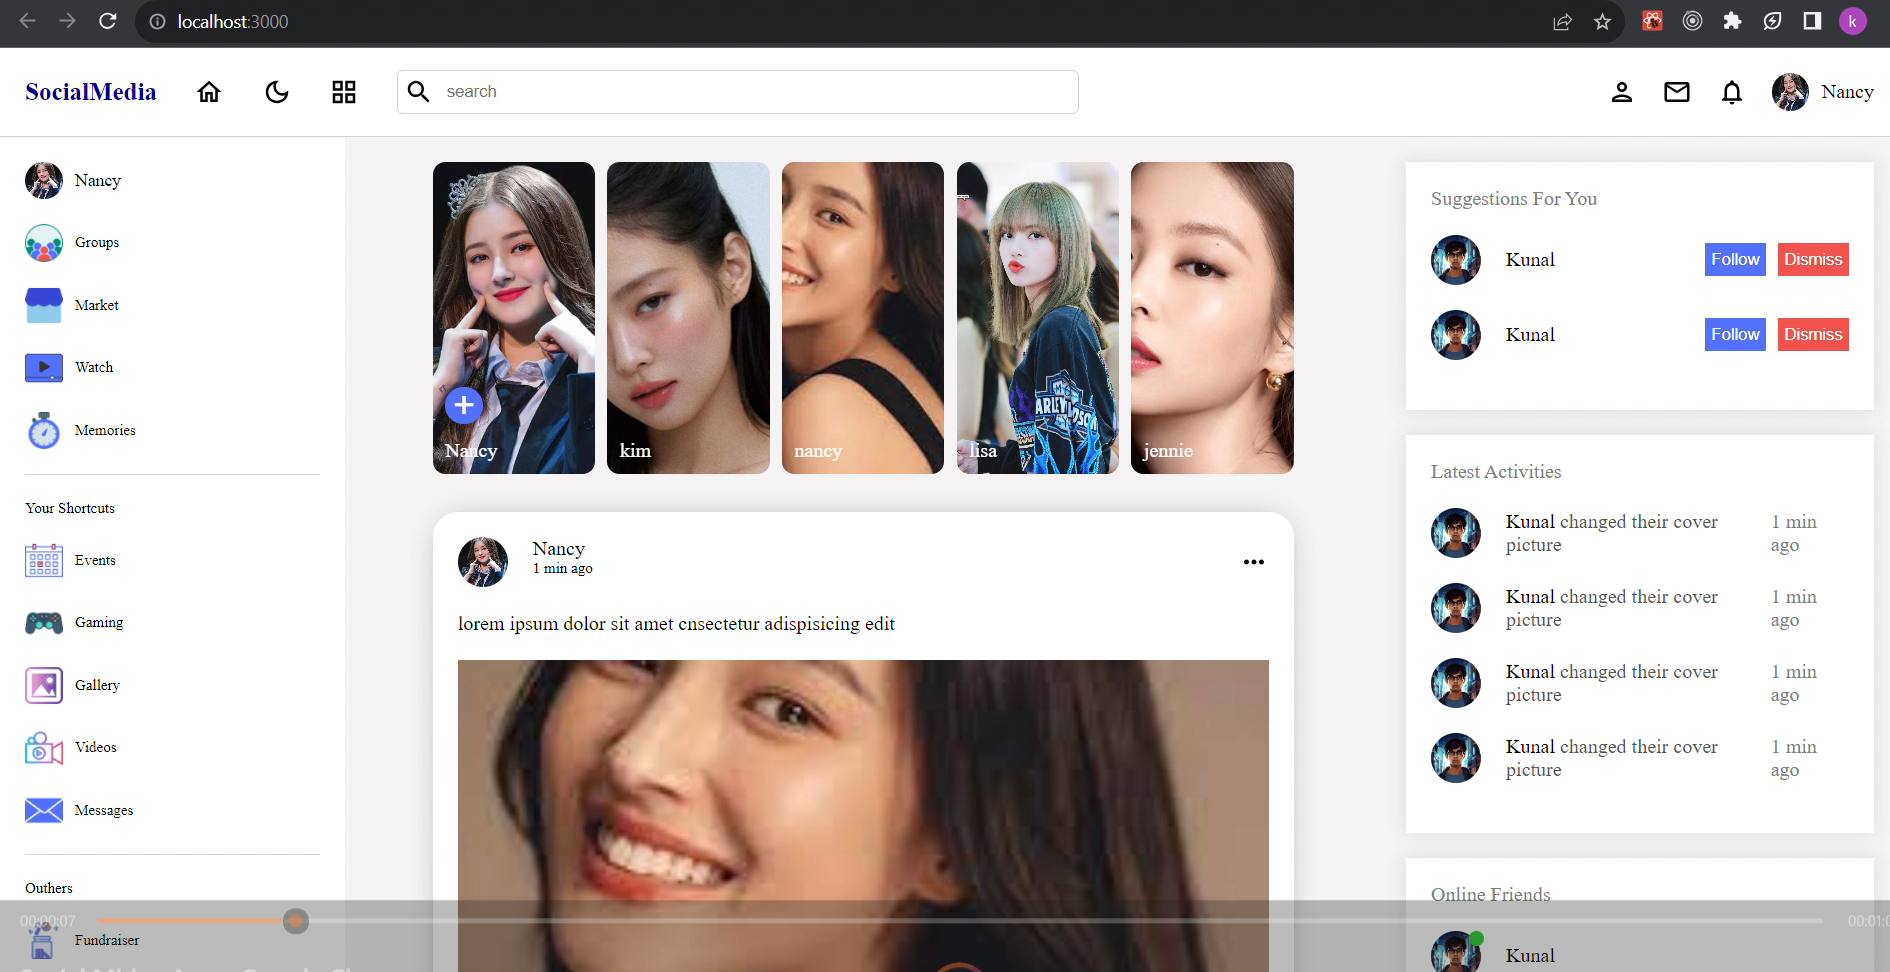 localhost:3000
k
SocialMedia
search
Nancy
Nancy
Groups
Market
Watch
Memories
Your Shortcuts
Events
Gaming
Gallery
Videos
Messages
Outhers
Fundraiser
Nancy
kim
nancy
lisa
jennie
Nancy
1 min ago
lorem ipsum dolor sit amet cnsectetur adispisicing edit
Suggestions For You
Kunal Follow Dismiss
Kunal Follow Dismiss
Latest Activities
Kunal changed their cover picture 1 min ago
Kunal changed their cover picture 1 min ago
Kunal changed their cover picture 1 min ago
Kunal changed their cover picture 1 min ago
Online Friends
Kunal
00:00:07